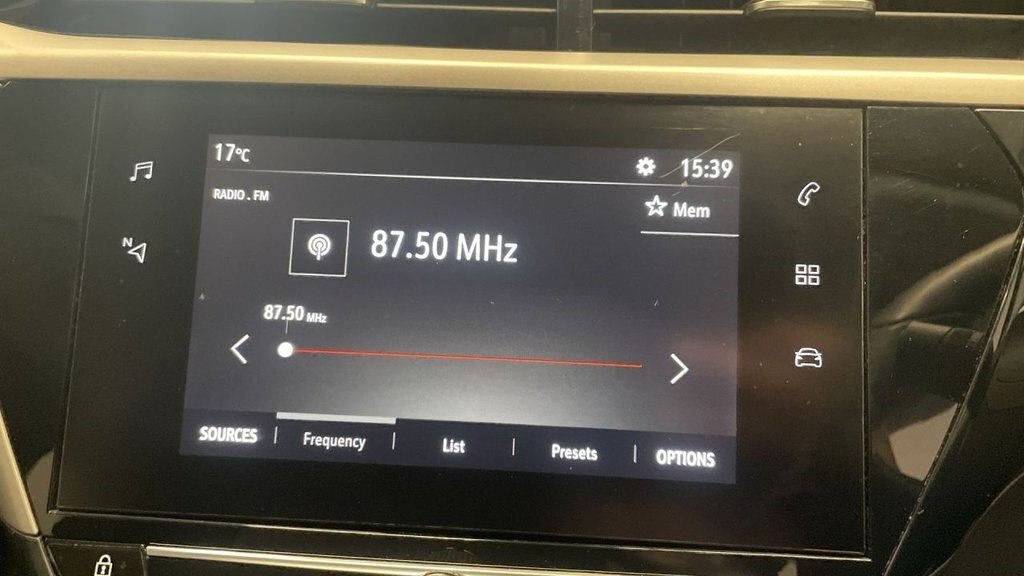 17°C
15:39
RADIO . FM
Mem
87.50 MHz
N
87.50 MHz
SOURCES
Frequency
List
Presets
OPTIONS